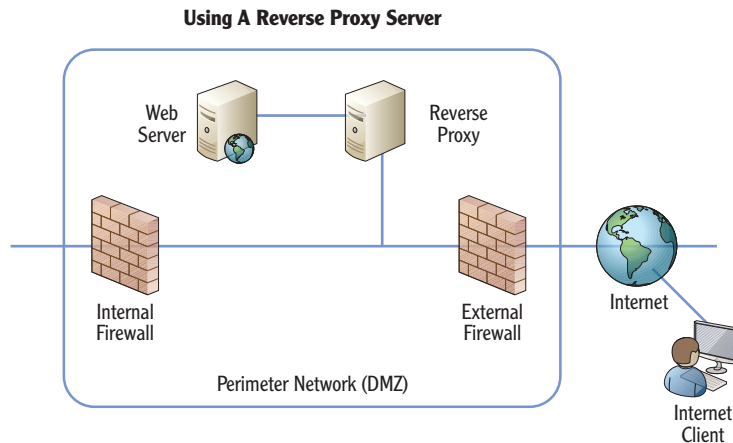 Using A Reverse Proxy Server
Web
Server
Reverse
Proxy
Internal
Firewall
External
Firewall
Internet
Perimeter Network (DMZ)
Internet
Client